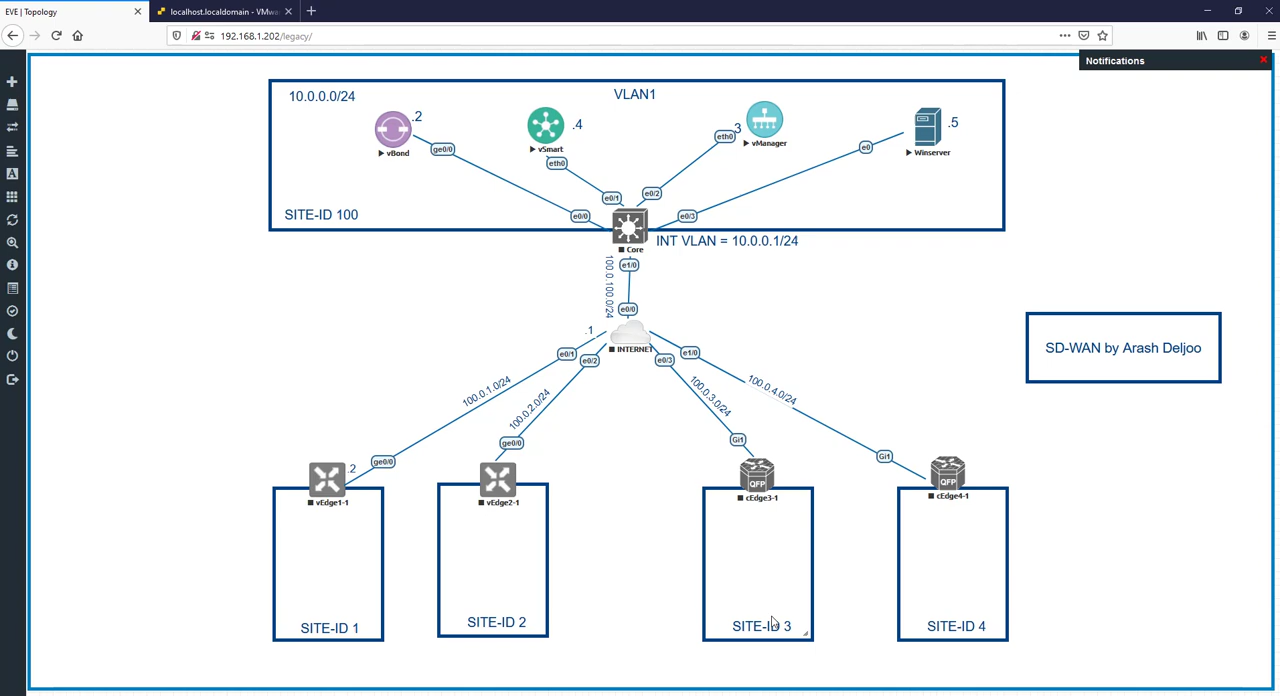 EVE | Topology
localhost.localdomain - VMwa
192.168.1.202/legacy/
Notifications
10.0.0.0/24
VLAN1
.2
.4
3
.5
vBond
vSmart
vManager
Winserver
ge0/0
eth0
eth0
e0
e0/0
e0/1
e0/2
e0/3
SITE-ID 100
Core
INT VLAN = 10.0.0.1/24
e1/0
100.0.100.0/24
e0/0
.1
INTERNET
e0/1
e0/2
e0/3
e1/0
SD-WAN by Arash Deljoo
100.0.1.0/24
100.0.2.0/24
100.0.3.0/24
100.0.4.0/24
ge0/0
ge0/0
Gi1
Gi1
.2
QFP
QFP
vEdge1-1
vEdge2-1
cEdge3-1
cEdge4-1
SITE-ID 1
SITE-ID 2
SITE-ID 3
SITE-ID 4